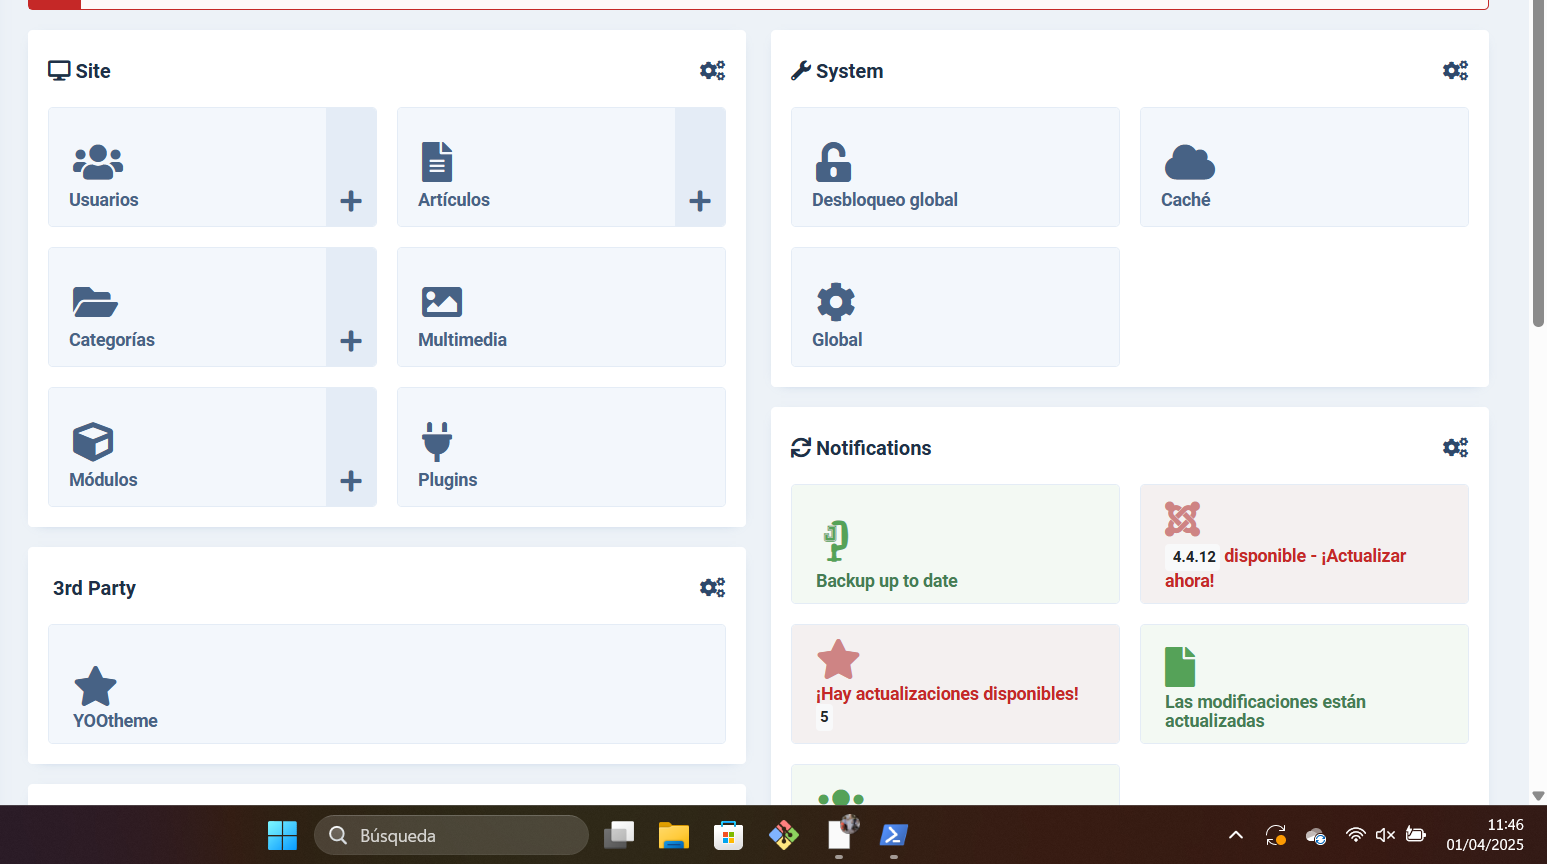 Site
Usuarios
Artículos
Categorías
Multimedia
Módulos
Plugins
3rd Party
YOOtheme
System
Desbloqueo global
Caché
Global
Notifications
Backup up to date
4.4.12 disponible - ¡Actualizar
ahora!
¡Hay actualizaciones disponibles!
5
Las modificaciones están
actualizadas
Búsqueda
11:46
01/04/2025